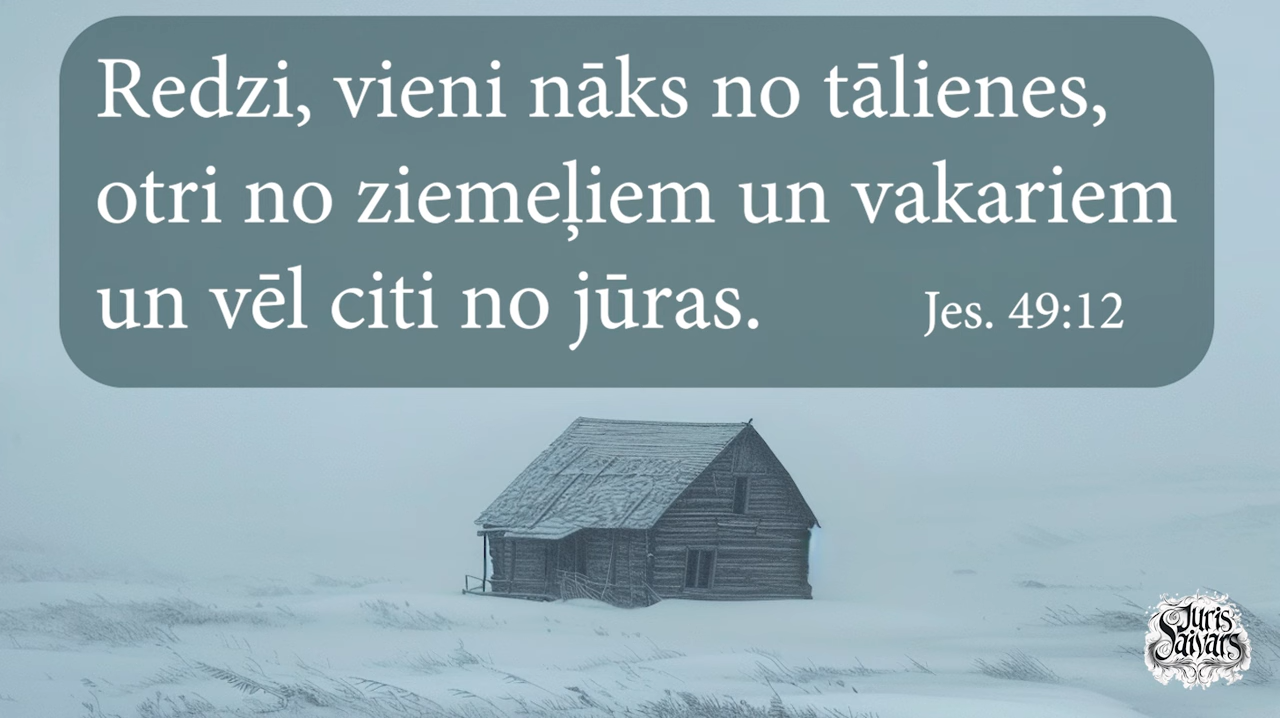 Redzi, vieni nāks no tālienes,
otri no ziemeļiem un vakariem
un vēl citi no jūras.
Jes. 49:12
Juris
Saivars